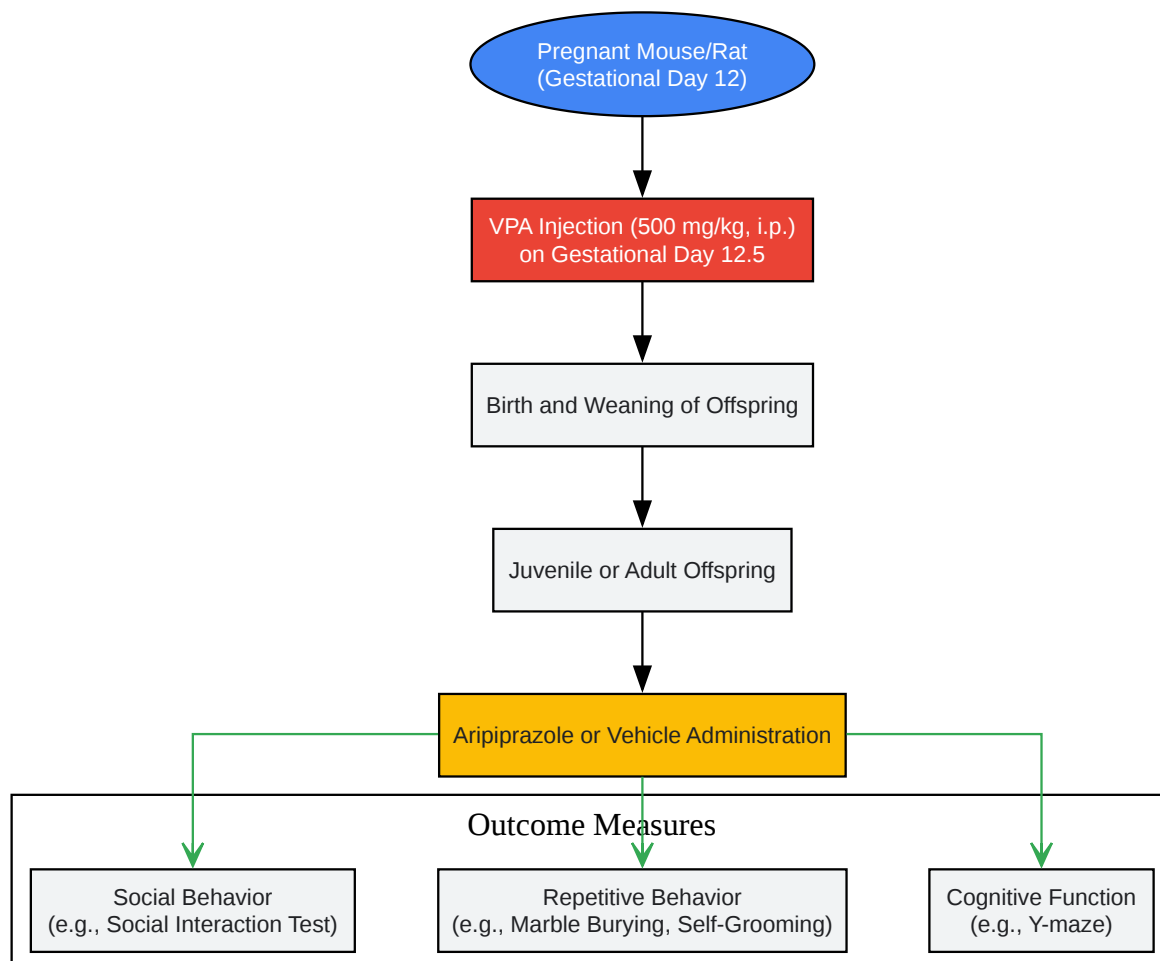 Pregnant Mouse/Rat
(Gestational Day 12)
VPA Injection (500 mg/kg, i.p.)
on Gestational Day 12.5
Birth and Weaning of Offspring
Juvenile or Adult Offspring
Aripiprazole or Vehicle Administration
Outcome Measures
Social Behavior
(e.g., Social Interaction Test)
Repetitive Behavior
(e.g., Marble Burying, Self-Grooming)
Cognitive Function
(e.g., Y-maze)